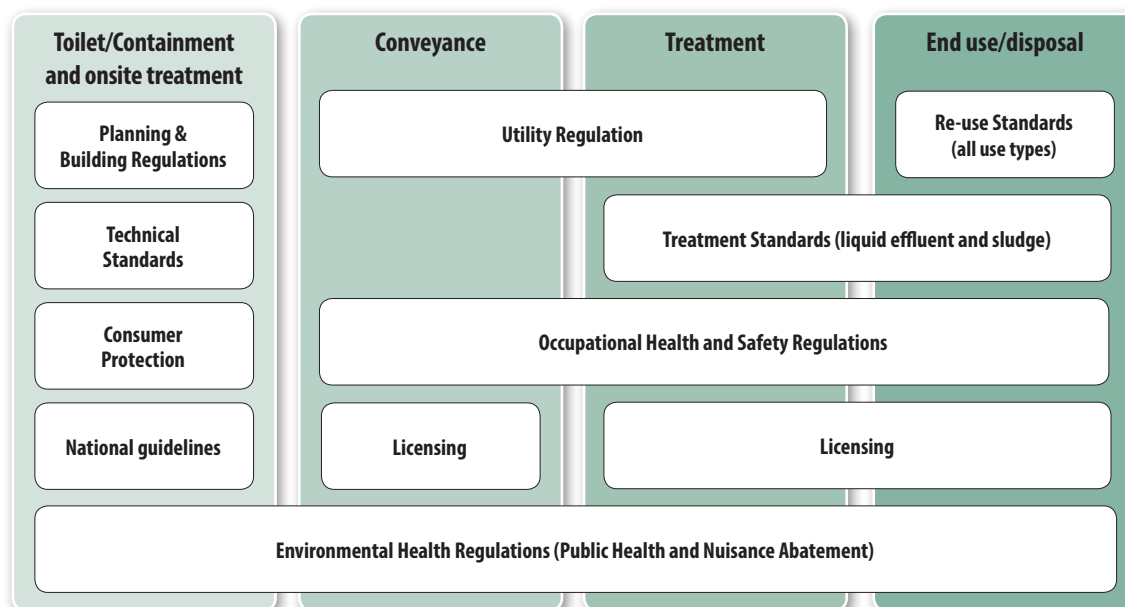 Toilet/Containment
and onsite treatment
Conveyance
Treatment
End use/disposal
Planning &
Building Regulations
Utility Regulation
Re-use Standards
(all use types)
Technical
Standards
Treatment Standards (liquid effluent and sludge)
Consumer
Protection
Occupational Health and Safety Regulations
National guidelines
Licensing
Licensing
Environmental Health Regulations (Public Health and Nuisance Abatement)